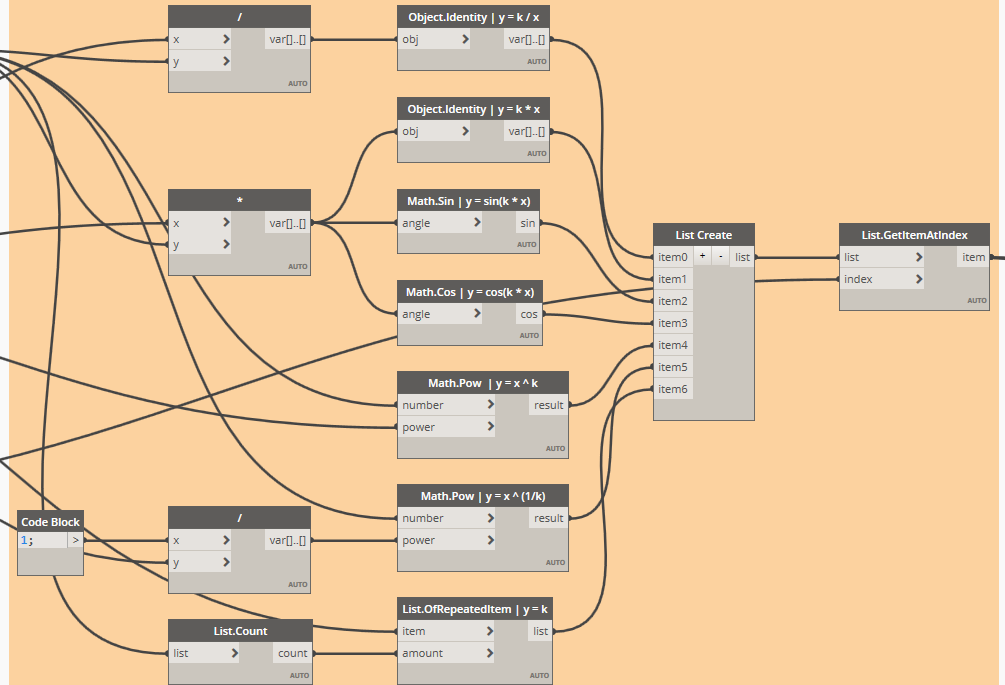 /
x > var[]..[]
y >
AUTO
Object.Identity | y = k / x
obj > var[]..[]
AUTO
Object.Identity | y = k * x
obj > var[]..[]
AUTO
*
x > var[]..[]
y >
AUTO
Math.Sin | y = sin(k * x)
angle > sin
AUTO
Math.Cos | y = cos(k * x)
angle > cos
AUTO
List Create
item0 + - list
item1
item2
item3
item4
item5
item6
List.GetItemAtIndex
list > item
index >
AUTO
Math.Pow | y = x ^ k
number > result
power >
AUTO
Math.Pow | y = x ^ (1/k)
number > result
power >
AUTO
Code Block
1; >
/
x > var[]..[]
y >
AUTO
List.OfRepeatedItem | y = k
item > list
amount >
AUTO
List.Count
list > count
AUTO